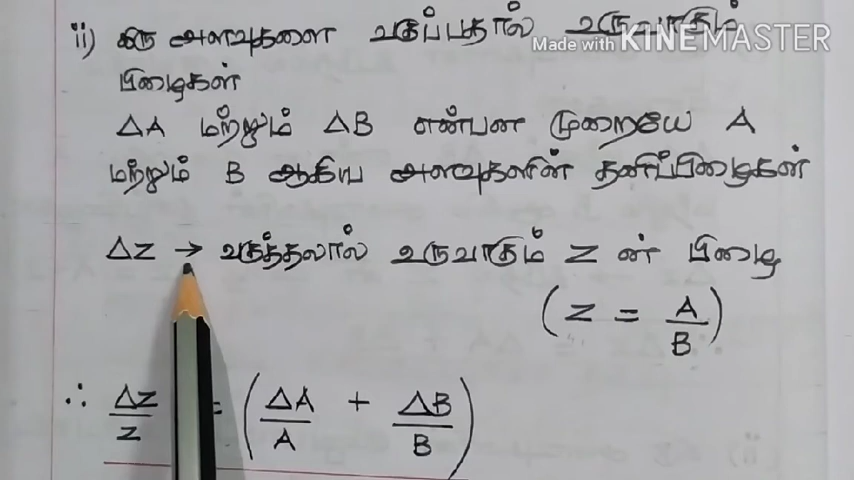 ii) இரு அளவுகளை வகுப்பதால் உருவாகும்
Made with KINEMASTER
பிழைகள்
ΔA மற்றும் ΔB என்பன முறையே A
மற்றும் B ஆகிய அளவுகளின் தனிப்பிழைகள்
ΔZ → வகுத்தலால் உருவாகும் Z ன் பிழை
(Z = A/B)
∴ ΔZ/Z = (ΔA/A + ΔB/B)